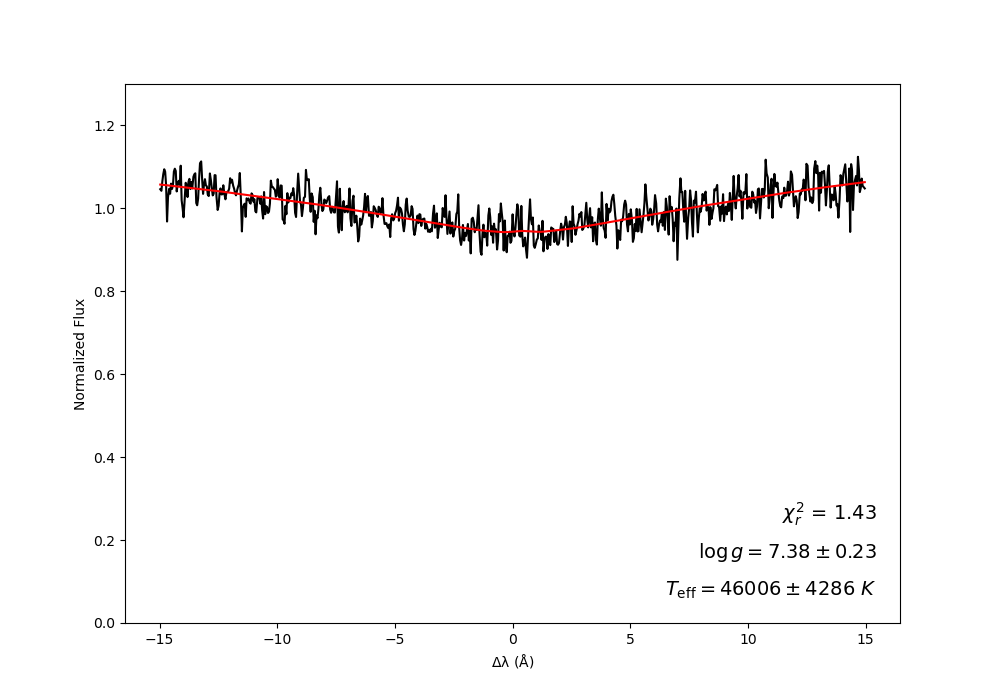 1.2
1.0
0.8
0.6
0.4
0.2
0.0
Normalized Flux
χ²ᵣ = 1.43
log g = 7.38 ± 0.23
T_eff = 46006 ± 4286 K
−15 −10 −5 0 5 10 15
Δλ (Å)